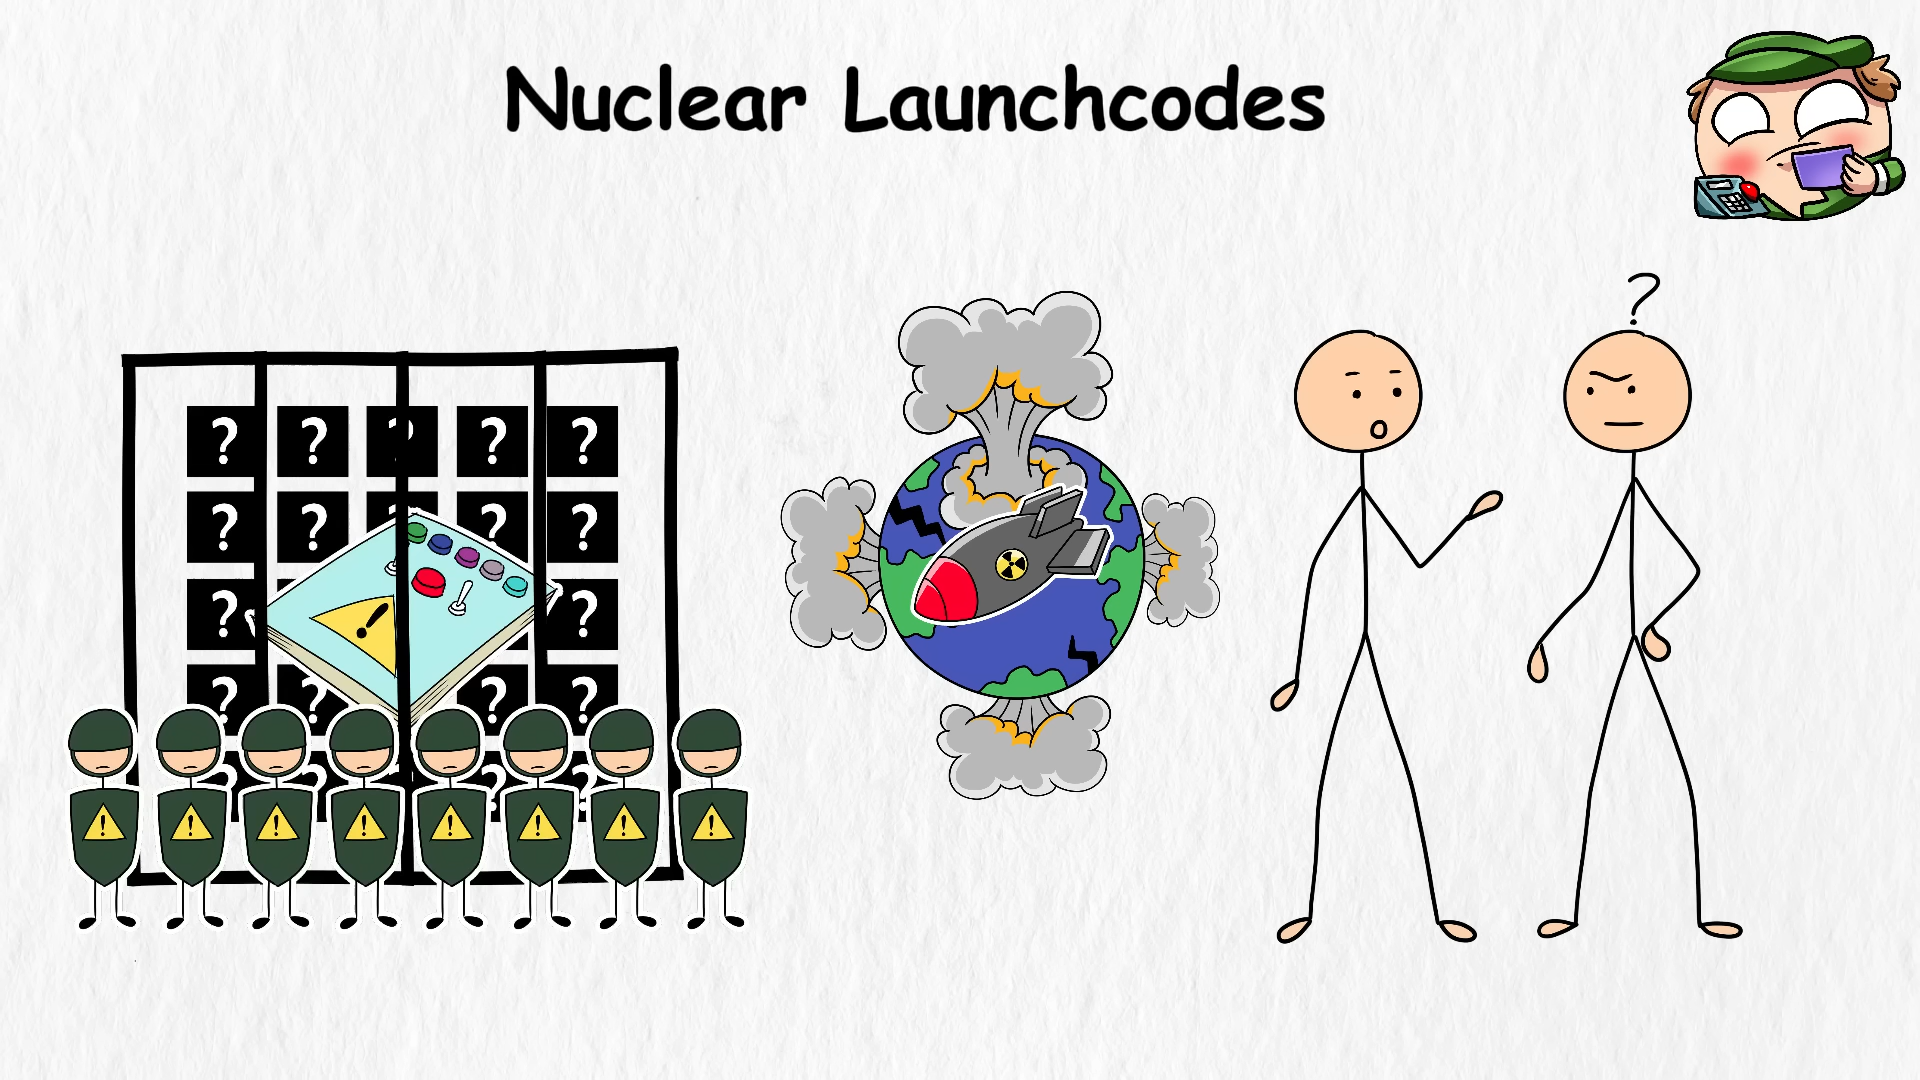 Nuclear Launchcodes
?
? ? ? ? ?
? ? ? ?
? ?
? ? ? ?
? ? ?
!
! ! ! ! ! ! ! !